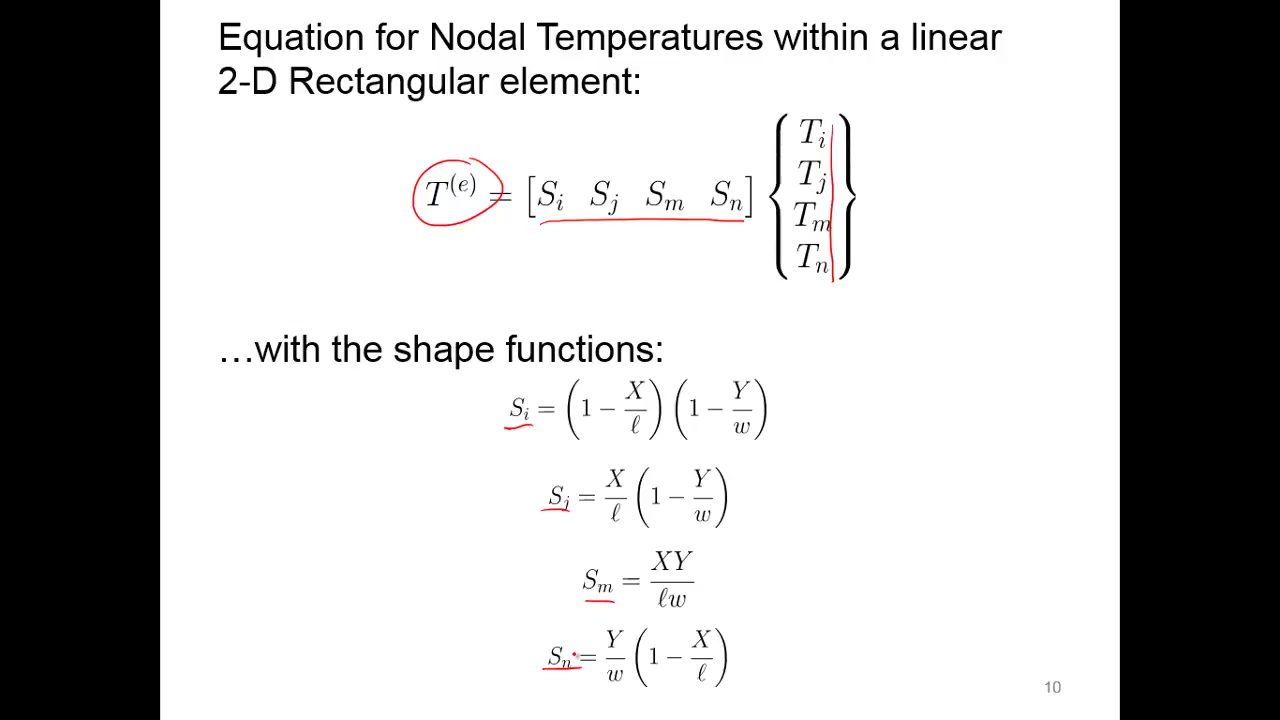 Equation for Nodal Temperatures within a linear
2-D Rectangular element:
T^{(e)} = [S_i S_j S_m S_n] {T_i T_j T_m T_n}
…with the shape functions:
S_i = (1 − X/ℓ)(1 − Y/w)
S_j = X/ℓ (1 − Y/w)
S_m = XY/ℓw
S_n = Y/w (1 − X/ℓ)
10